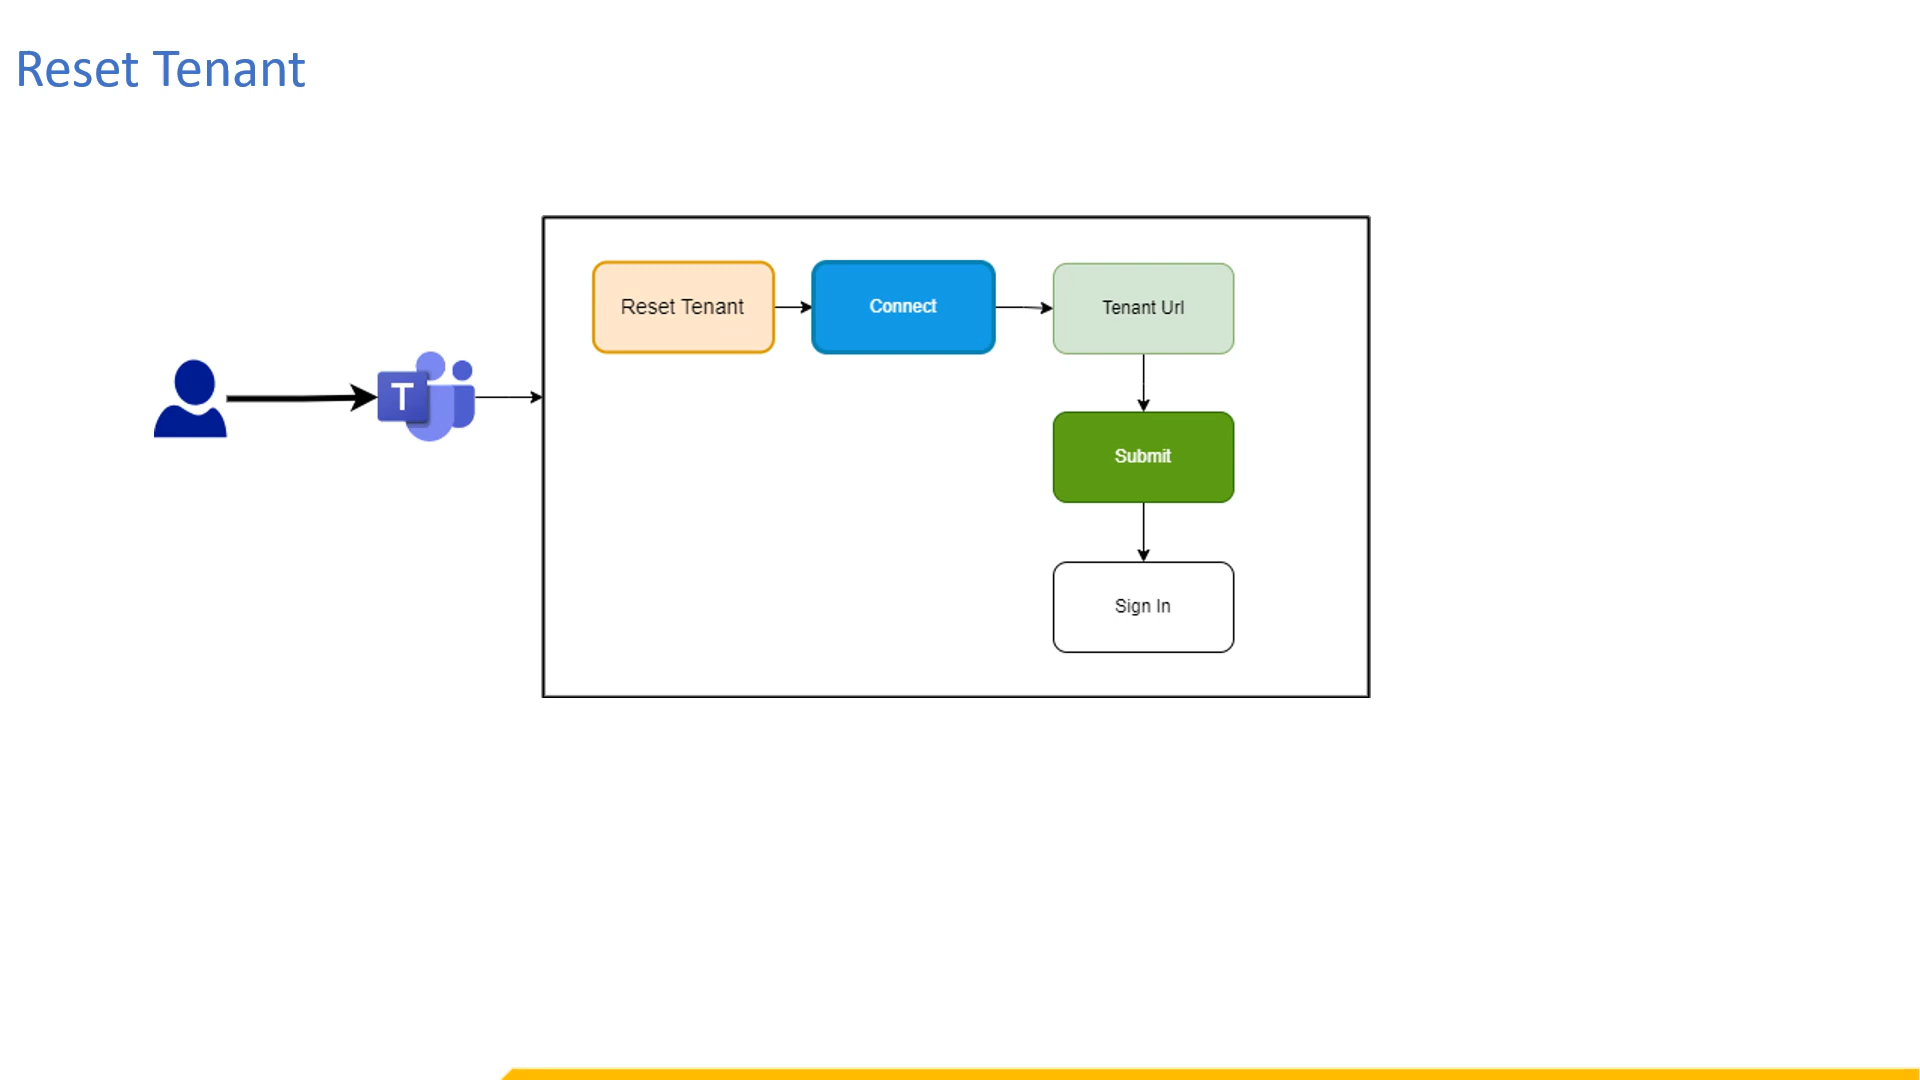 Reset Tenant
Reset Tenant
Connect
Tenant Url
T
Submit
Sign In